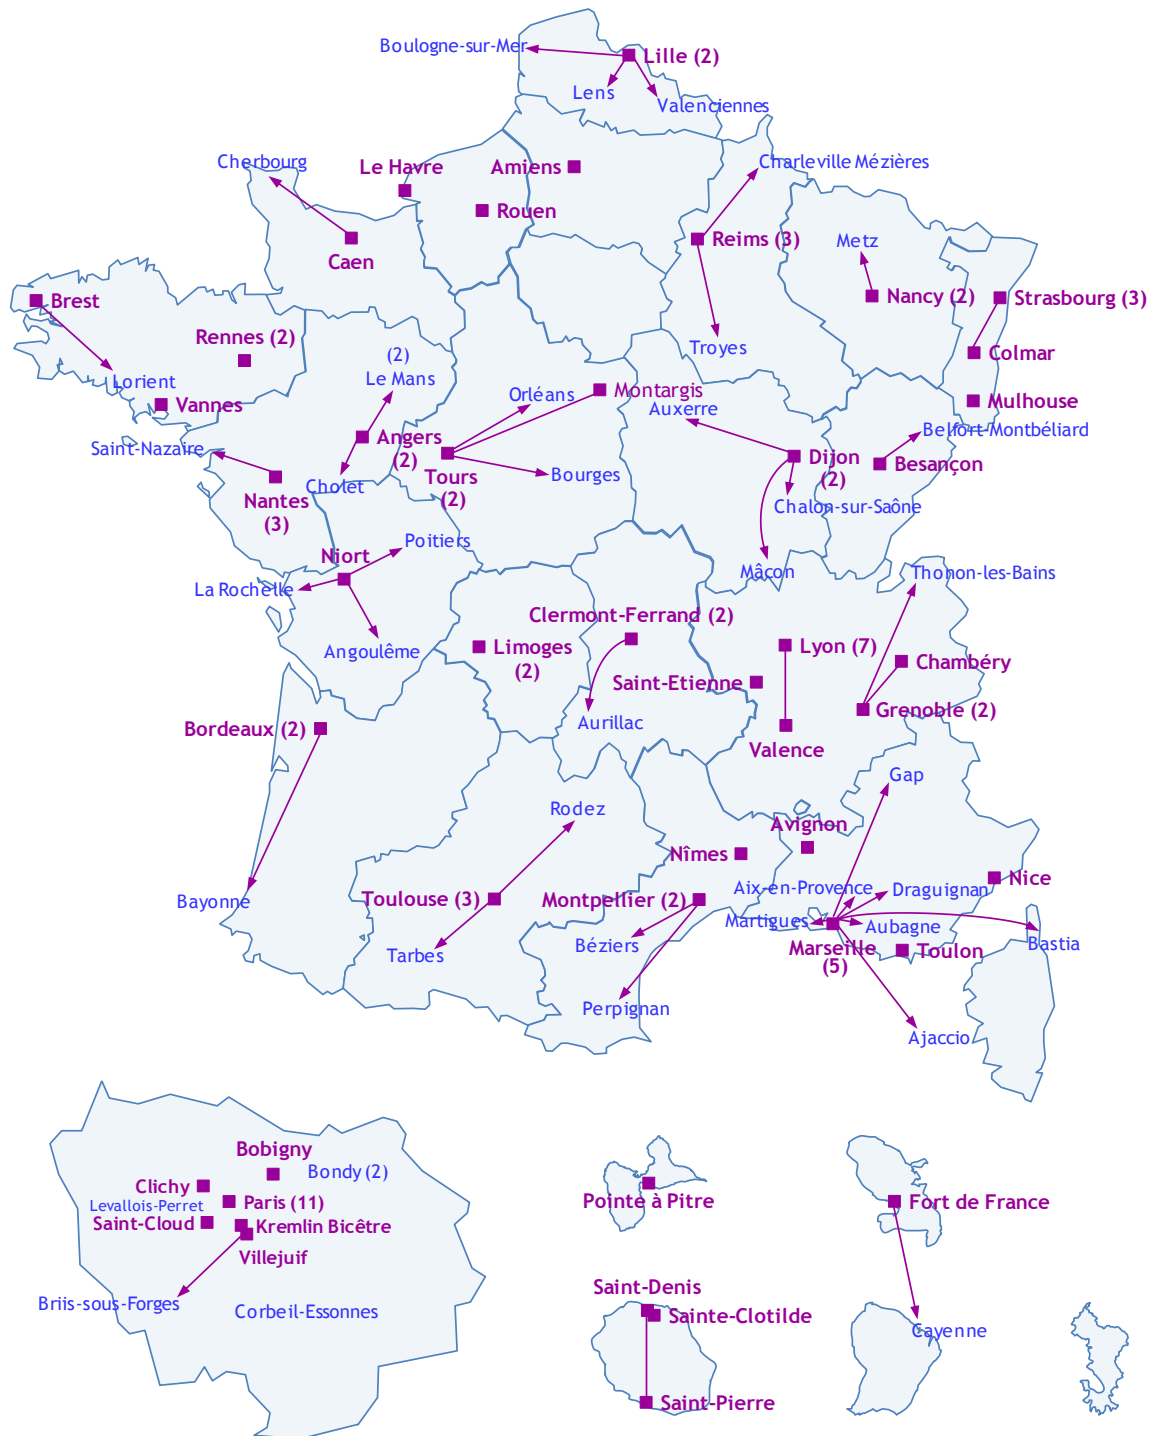 Boulogne-sur-Mer
Lille (2)
Lens
Valenciennes
Cherbourg
Le Havre
Amiens
Charleville Mézières
Rouen
Caen
Reims (3)
Metz
Brest
Nancy (2)
Strasbourg (3)
Rennes (2)
Troyes
Colmar
(2)
Le Mans
Lorient
Vannes
Orléans
Montargis
Auxerre
Mulhouse
Saint-Nazaire
Angers
(2)
Belfort-Montbéliard
Dijon
(2)
Besançon
Tours
(2)
Bourges
Cholet
Nantes
(3)
Chalon-sur-Saône
Poitiers
Niort
Mâcon
Thonon-les-Bains
La Rochelle
Clermont-Ferrand (2)
Angoulême
Limoges
(2)
Lyon (7)
Chambéry
Saint-Etienne
Grenoble (2)
Aurillac
Bordeaux (2)
Valence
Gap
Rodez
Avignon
Nîmes
Nice
Aix-en-Provence
Draguignan
Bayonne
Toulouse (3)
Montpellier (2)
Martigues
Aubagne
Béziers
Marseille
(5)
Toulon
Bastia
Tarbes
Perpignan
Ajaccio
Bobigny
Bondy (2)
Clichy
Paris (11)
Levallois-Perret
Saint-Cloud
Kremlin Bicêtre
Villejuif
Briis-sous-Forges
Corbeil-Essonnes
Pointe à Pitre
Fort de France
Saint-Denis
Sainte-Clotilde
Cayenne
Saint-Pierre